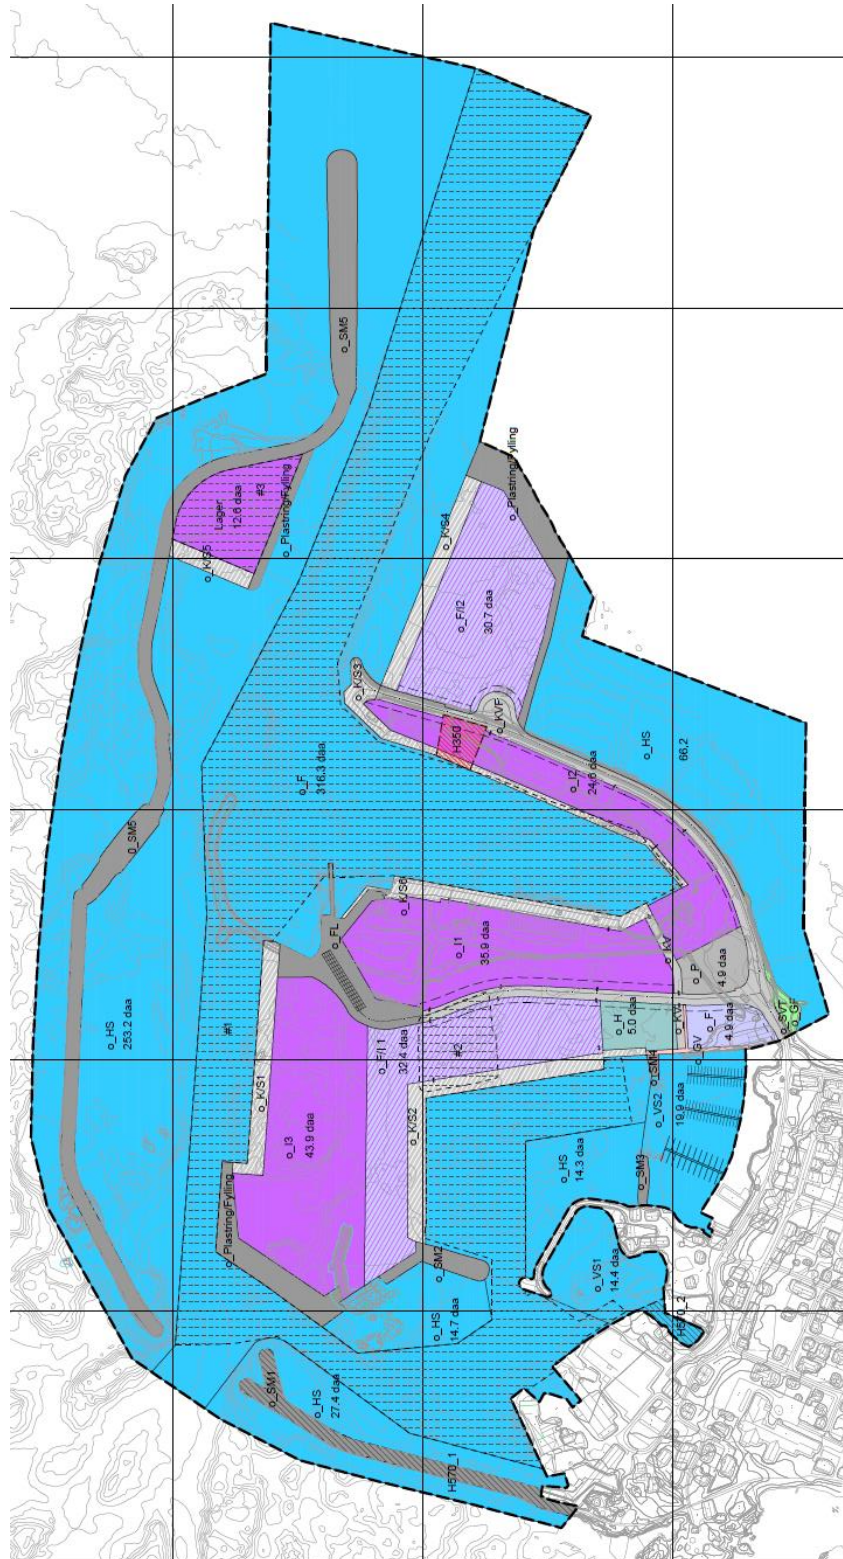 o_SM5
o_Plastring/Fylling
Lager
12.6 daa
#3
o_Plastring/Fylling
o_K/S4
o_K/S5
o_F/I2
30.7 daa
o_K/S3
o_KVF
H350
o_HS
66,2
o_I2
24.6 daa
o_F
316.3 daa
0_SM5
o_K/S6
o_FL
o_I1
35.9 daa
o_KV
o_P
4.9 daa
o_SVT
o_GF
o_HS
253.2 daa
#1
o_H
5.0 daa
o_KV
o_F
4.9 daa
o_GV
#2
o_F/I 1
32.4 daa
o_SM4
o_VS2
19,9 daa
o_K/S1
o_K/S2
o_I3
43.9 daa
o_HS
14.3 daa
o_SM3
o_Plastring/Fylling
o_SM2
o_VS1
14.4 daa
o_HS
14.7 daa
H570_2
o_SM1
o_HS
27.4 daa
H570_1